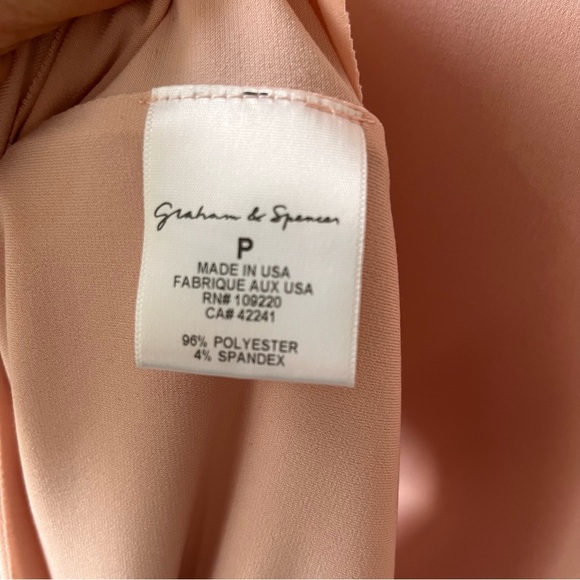 Graham & Spencer
P
MADE IN USA
FABRIQUE AUX USA
RN# 109220
CA# 42241
96% POLYESTER
4% SPANDEX